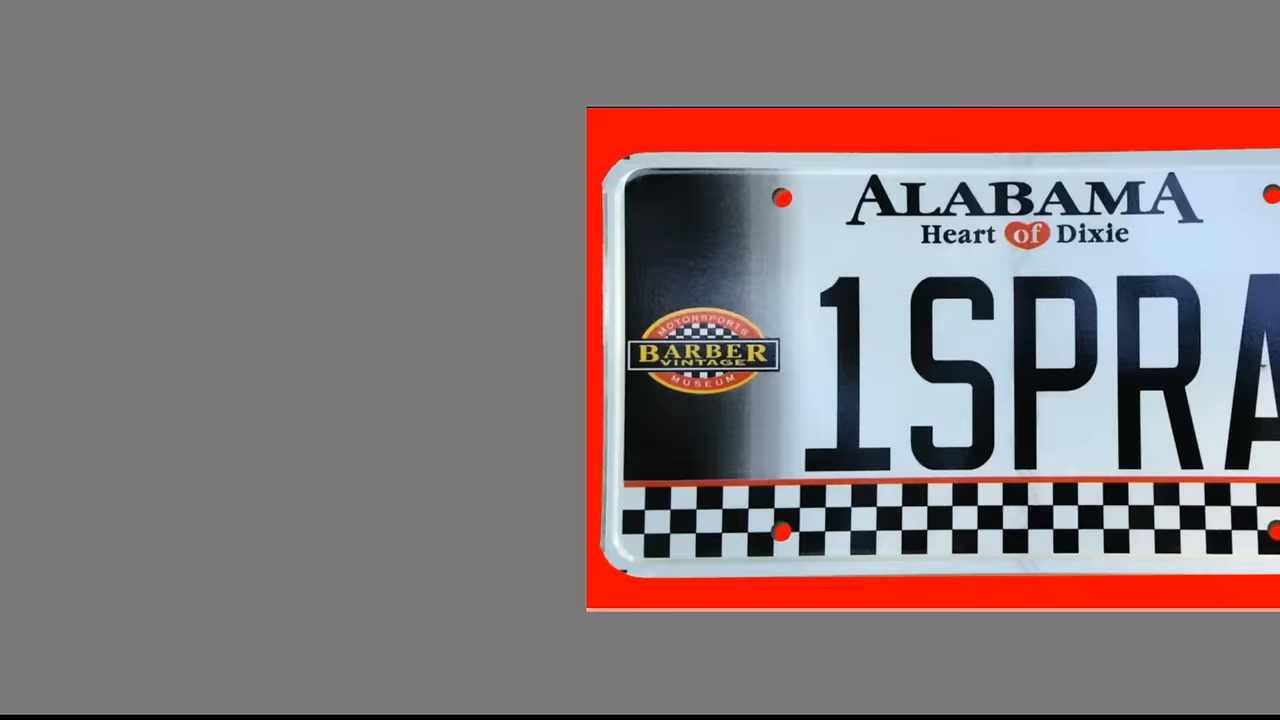 ALABAMA
Heart of Dixie
1SPRA
MOTORSPORTS
BARBER
VINTAGE
MUSEUM